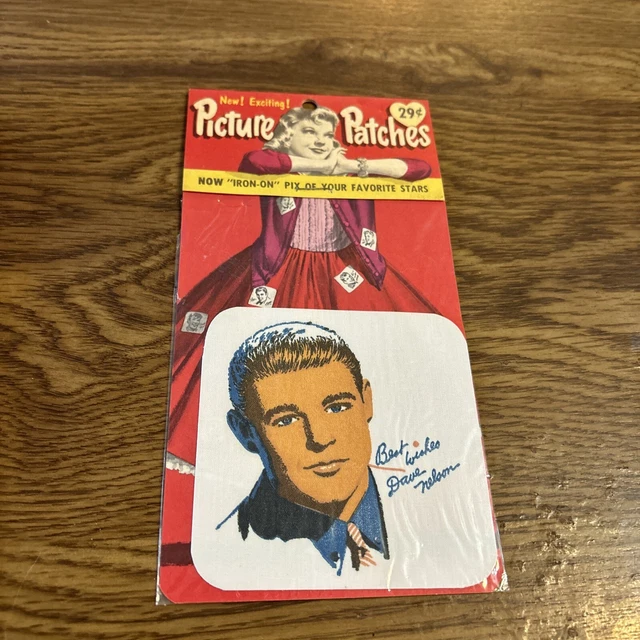 New! Exciting!
Picture Patches
29¢
NOW "IRON-ON" PIX OF YOUR FAVORITE STARS
Best wishes
Dave
Nelson